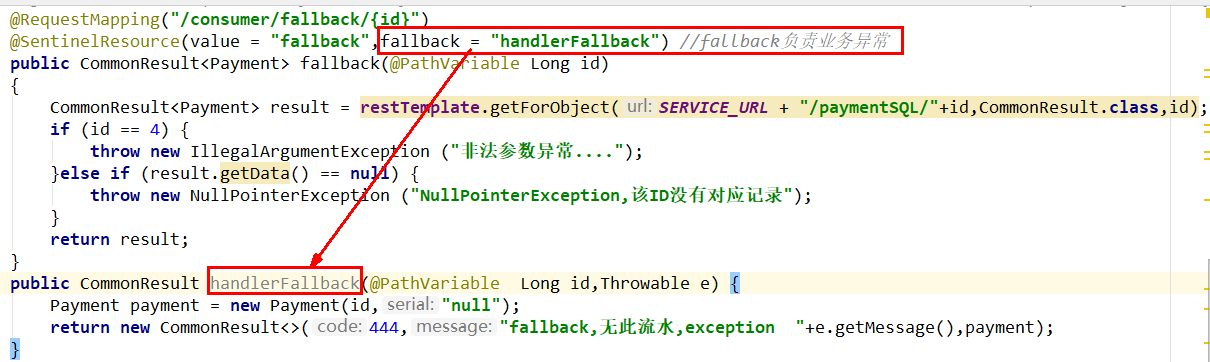 @RequestMapping("/consumer/fallback/{id}")
@SentinelResource(value = "fallback",fallback = "handlerFallback") //fallback负责业务异常
public CommonResult<Payment> fallback(@PathVariable Long id)
{
CommonResult<Payment> result = restTemplate.getForObject( url: SERVICE_URL + "/paymentSQL/"+id,CommonResult.class,id);
if (id == 4) {
throw new IllegalArgumentException ("非法参数异常....");
}else if (result.getData() == null) {
throw new NullPointerException ("NullPointerException,该ID没有对应记录");
}
return result;
}
public CommonResult handlerFallback(@PathVariable  Long id,Throwable e) {
Payment payment = new Payment(id, serial: "null");
return new CommonResult<>( code: 444, message: "fallback,无此流水,exception  "+e.getMessage(),payment);
}